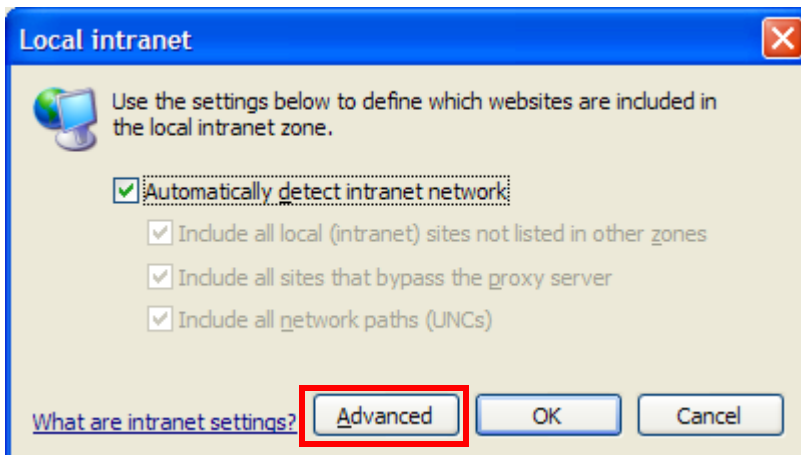 Local intranet
Use the settings below to define which websites are included in
the local intranet zone.
Automatically detect intranet network
Include all local (intranet) sites not listed in other zones
Include all sites that bypass the proxy server
Include all network paths (UNCs)
What are intranet settings? Advanced OK Cancel